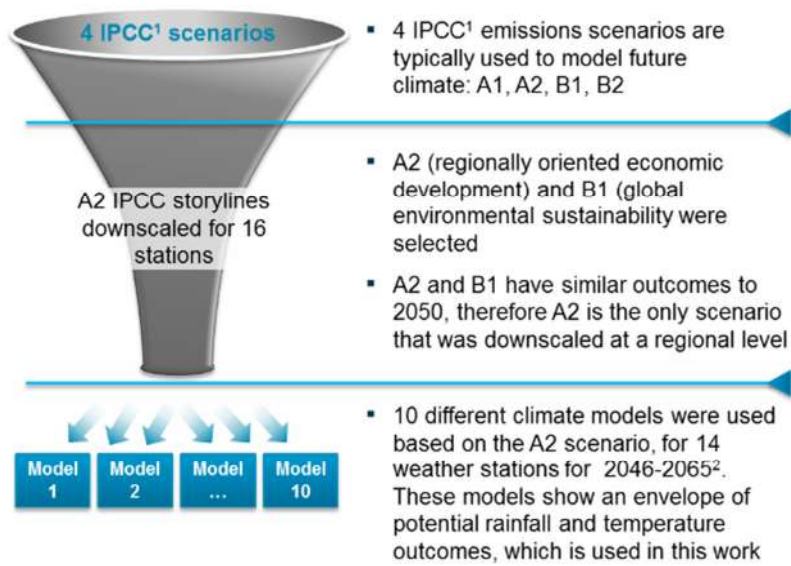 4 IPCC¹ scenarios
▪ 4 IPCC¹ emissions scenarios are
typically used to model future
climate: A1, A2, B1, B2
A2 IPCC storylines
downscaled for 16
stations
▪ A2 (regionally oriented economic
development) and B1 (global
environmental sustainability were
selected
▪ A2 and B1 have similar outcomes to
2050, therefore A2 is the only scenario
that was downscaled at a regional level
Model
1
Model
2
Model
...
Model
10
▪ 10 different climate models were used
based on the A2 scenario, for 14
weather stations for 2046-2065².
These models show an envelope of
potential rainfall and temperature
outcomes, which is used in this work